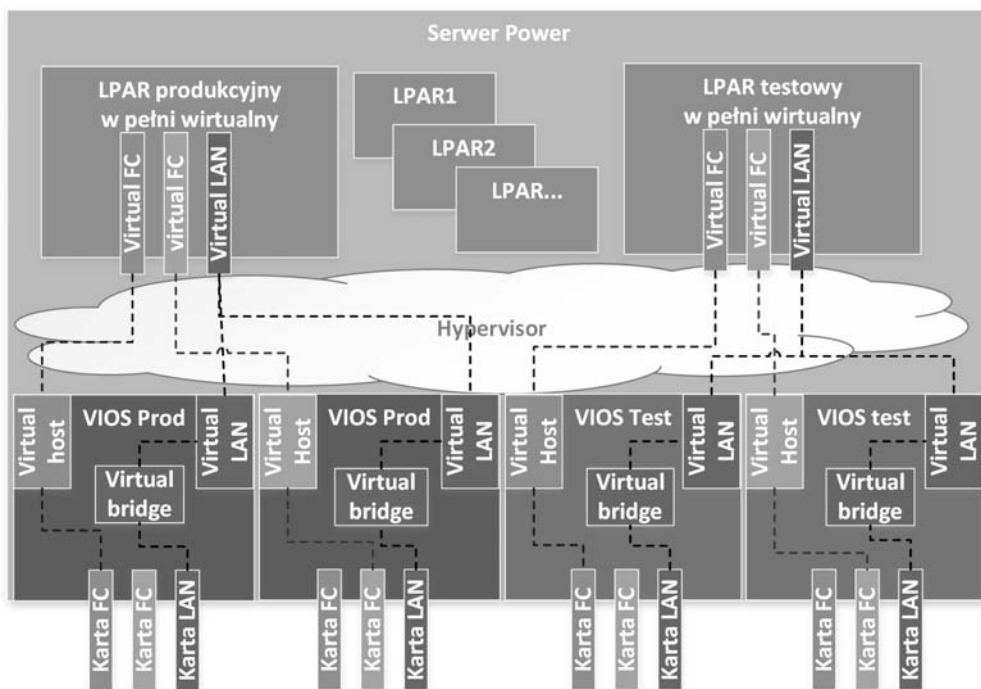 Serwer Power
LPAR produkcyjny
w pełni wirtualny
Virtual FC
virtual FC
Virtual LAN
LPAR1
LPAR2
LPAR...
LPAR testowy
w pełni wirtualny
Virtual FC
virtual FC
Virtual LAN
Hypervisor
Virtual
host
VIOS Prod
Virtual
LAN
Virtual
bridge
Karta FC
Karta FC
Karta LAN
Virtual
Host
VIOS Prod
Virtual
LAN
Virtual
bridge
Karta FC
Karta FC
Karta LAN
Virtual
Host
VIOS Test
Virtual
LAN
Virtual
bridge
Karta FC
Karta FC
Karta LAN
Virtual
Host
VIOS test
Virtual
LAN
Virtual
bridge
Karta FC
Karta FC
Karta LAN